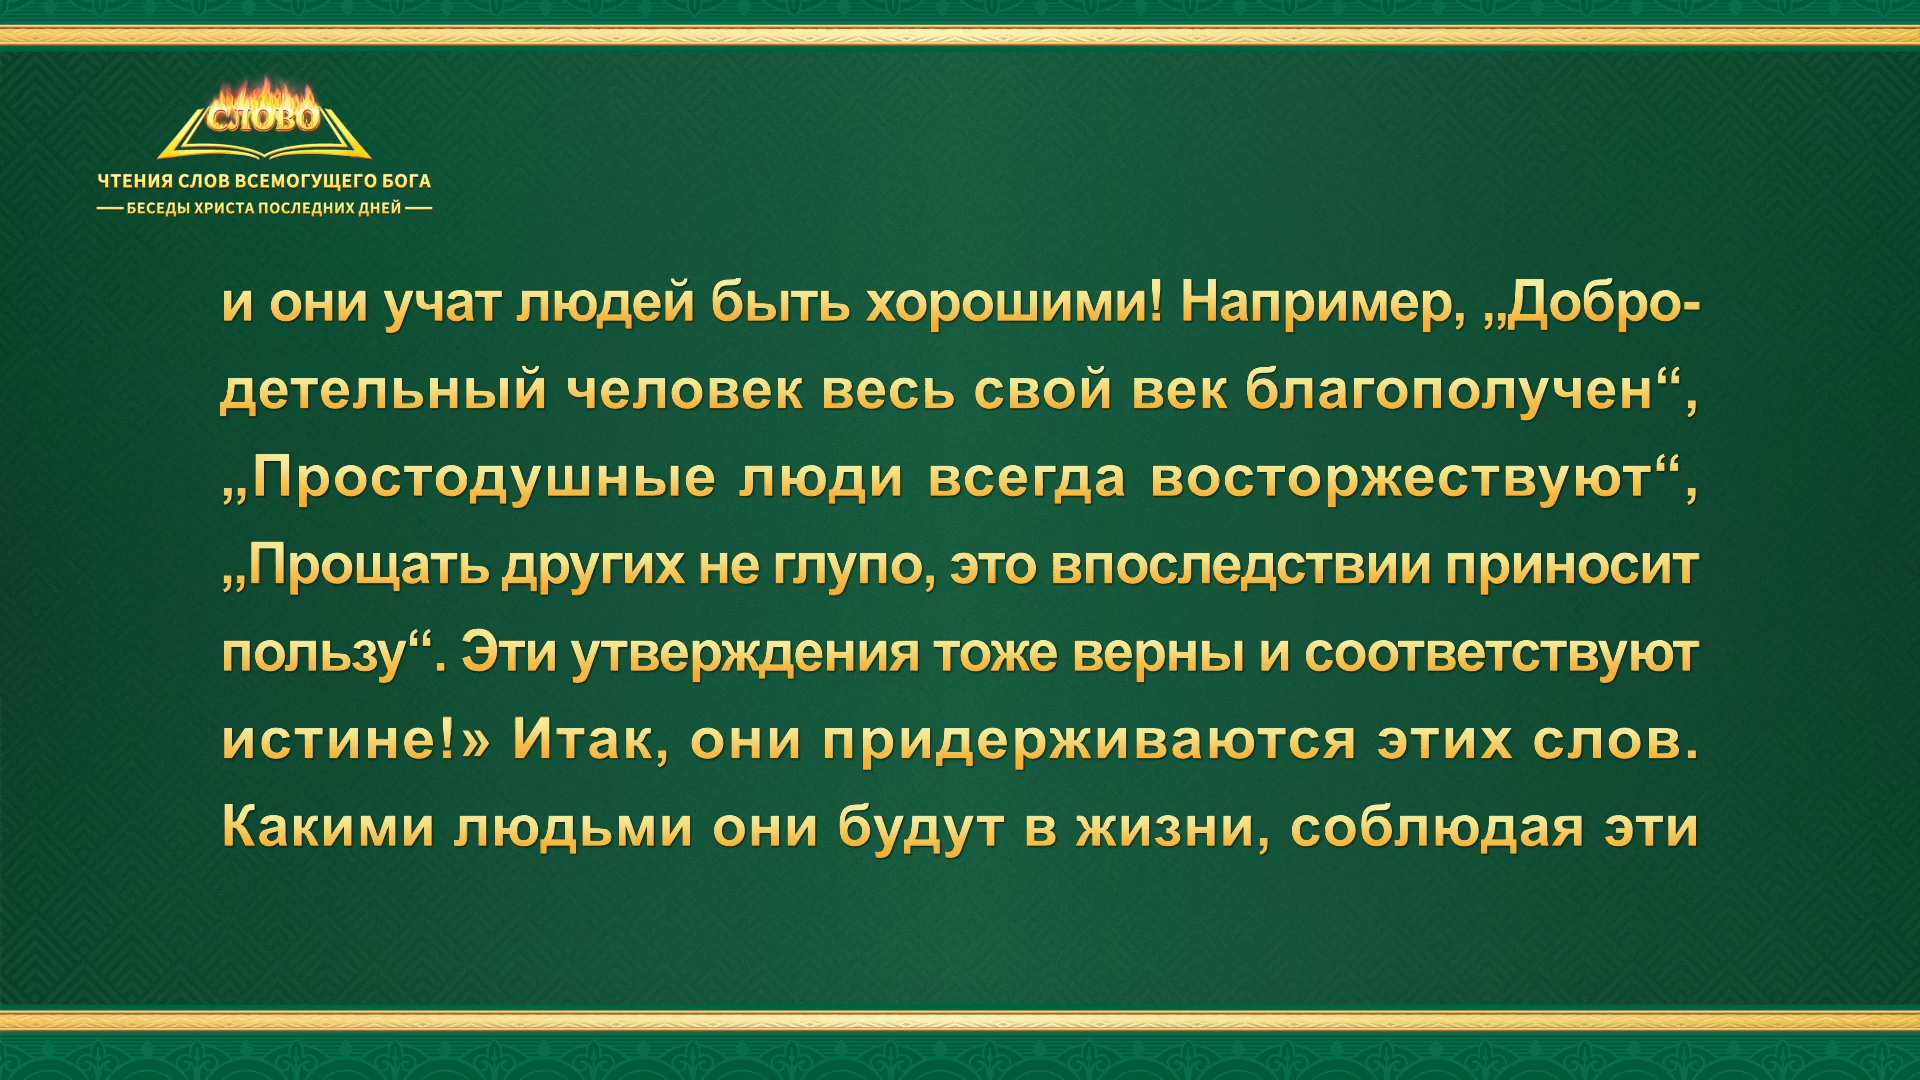 СЛОВО
ЧТЕНИЯ СЛОВ ВСЕМОГУЩЕГО БОГА
БЕСЕДЫ ХРИСТА ПОСЛЕДНИХ ДНЕЙ
и они учат людей быть хорошими! Например, „Добро-
детельный человек весь свой век благополучен“,
„Простодушные люди всегда восторжествуют“,
„Прощать других не глупо, это впоследствии приносит
пользу“. Эти утверждения тоже верны и соответствуют
истине!» Итак, они придерживаются этих слов.
Какими людьми они будут в жизни, соблюдая эти